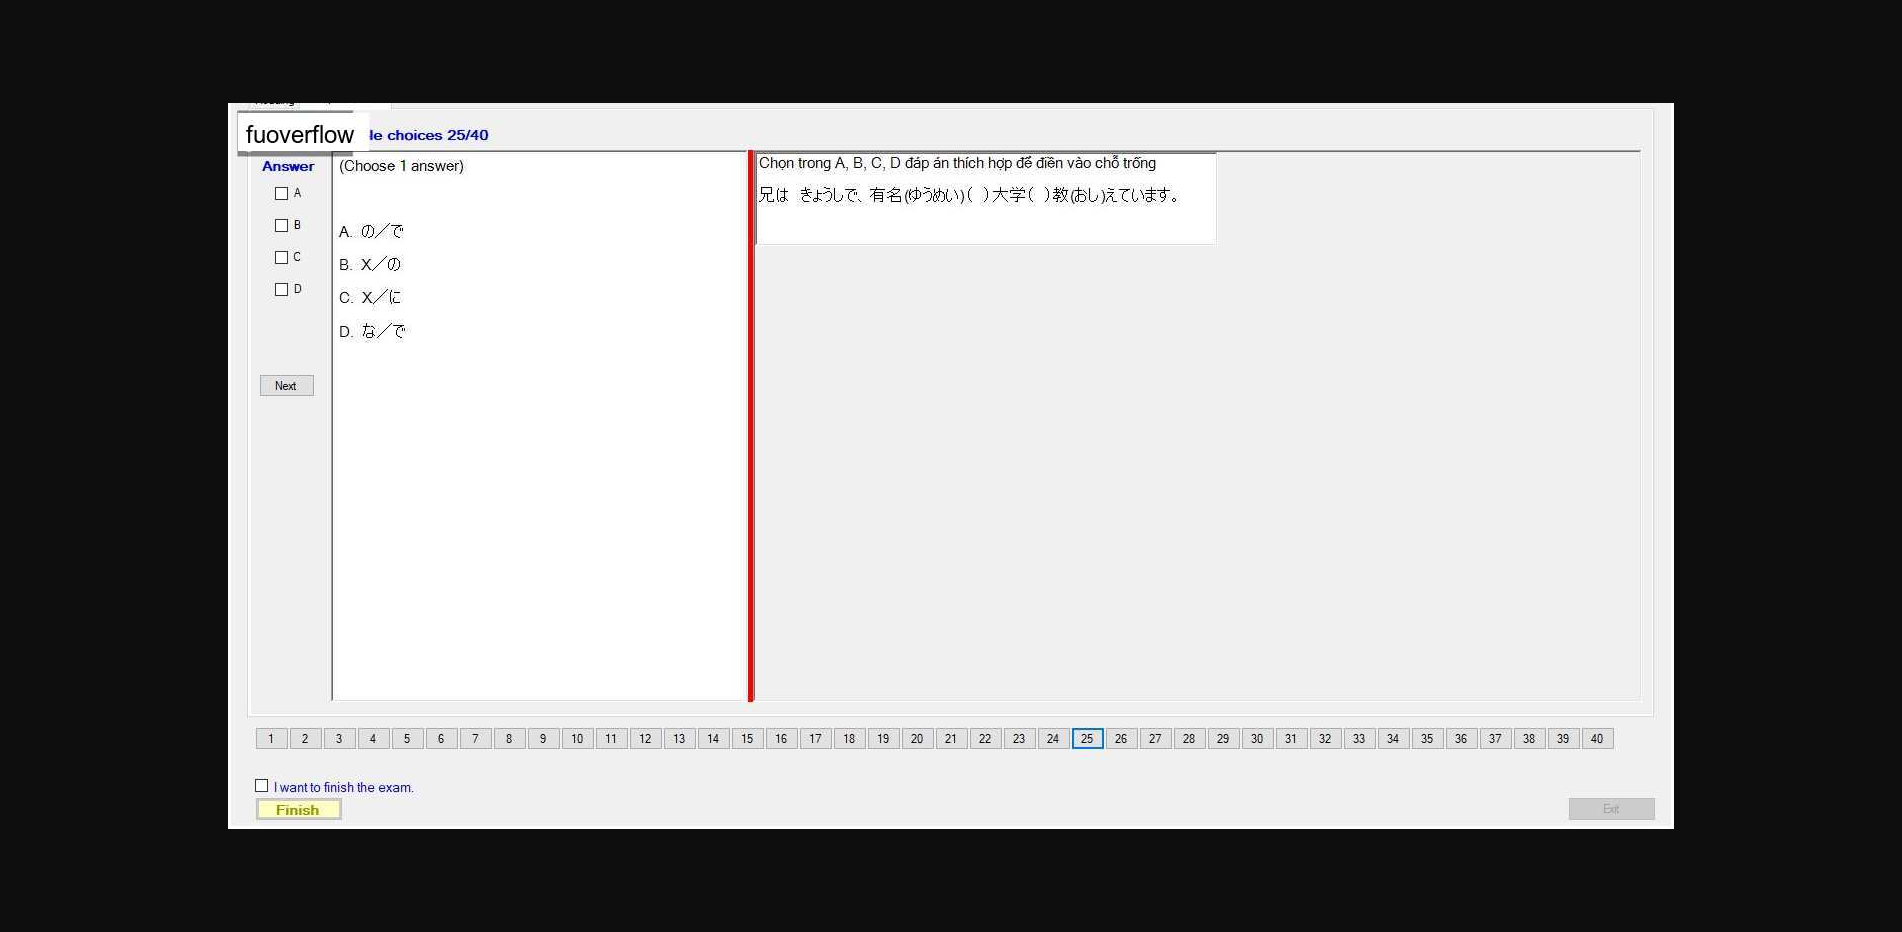 fuoverflow
le choices 25/40
Answer
(Choose 1 answer)
A
B
C
D
A. の／で
B. X／の
C. X／に
D. な／で
Next
Chọn trong A, B, C, D đáp án thích hợp để điền vào chỗ trống
兄は きょうしで、有名(ゆうめい)( )大学( )教(おし)えています。
1 2 3 4 5 6 7 8 9 10 11 12 13 14 15 16 17 18 19 20 21 22 23 24 25 26 27 28 29 30 31 32 33 34 35 36 37 38 39 40
I want to finish the exam.
Finish
Exit